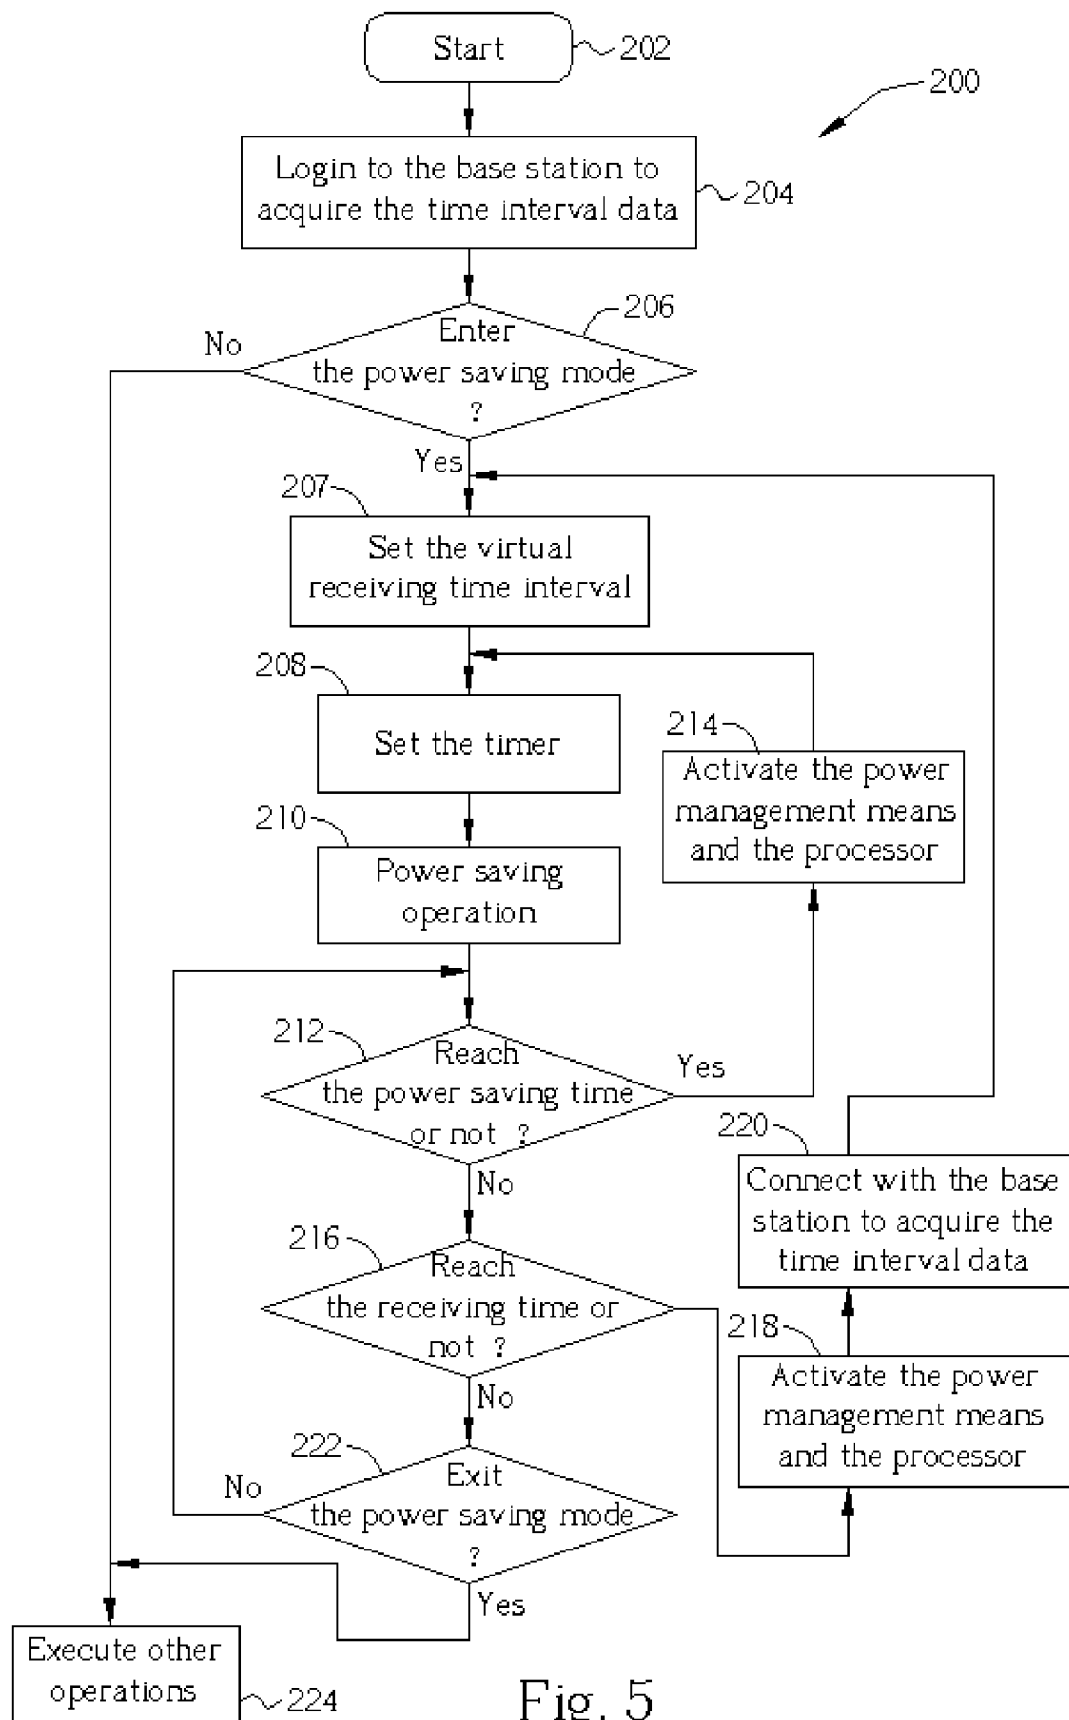 Start
202
200
Login to the base station to
acquire the time interval data
204
206
Enter
the power saving mode
?
No
Yes
207
Set the virtual
receiving time interval
208
Set the timer
214
Activate the power
management means
and the processor
210
Power saving
operation
212
Reach
the power saving time
or not ?
Yes
No
220
Connect with the base
station to acquire the
time interval data
216
Reach
the receiving time or
not ?
No
218
Activate the power
management means
and the processor
222
Exit
the power saving mode
?
No
Yes
Execute other
operations
224
Fig. 5